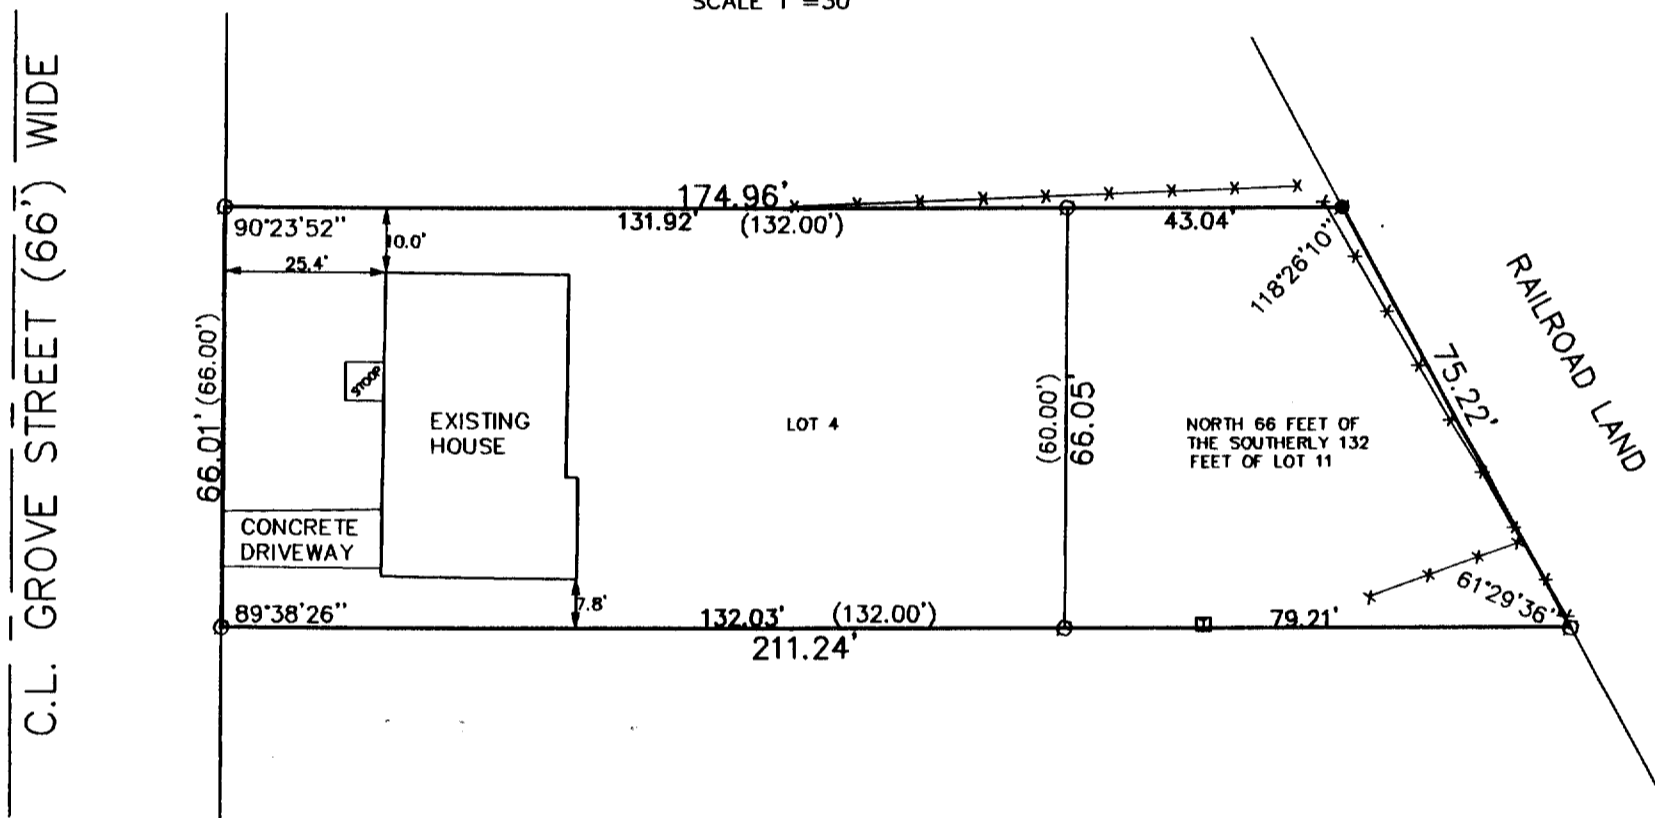 SCALE 1"=30'
C.L. GROVE STREET (66') WIDE
174.96'
131.92' (132.00')
43.04'
90°23'52"
10.0'
25.4'
118°26'10"
RAILROAD LAND
66.01' (66.00')
STOOP
EXISTING
HOUSE
LOT 4
(60.00')
66.05'
NORTH 66 FEET OF
THE SOUTHERLY 132
FEET OF LOT 11
75.22'
CONCRETE
DRIVEWAY
89°38'26"
7.8'
132.03' (132.00')
211.24'
T
79.21'
61°29'36"